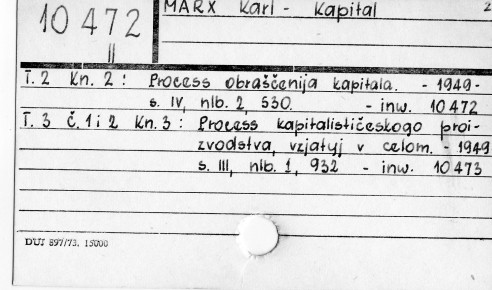 10 472
II
MARX Karl - Kapital 2
T. 2 Kn. 2: Process obraščenija kapitala. - 1949 -
s. IV, nlb. 2, 530. - inw. 10 472
T. 3 Č. 1 i 2 Kn. 3: Process kapitalističeskogo proi-
zvodstva, vzjatyj v celom. - 1949
s. III, nlb. 1, 932 - inw. 10 473
DUJ 897/73. 15000